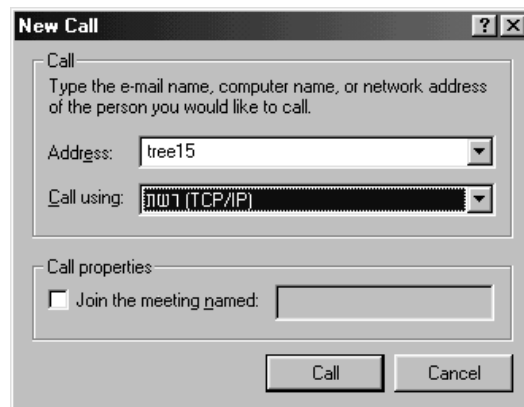 New Call
Call
Type the e-mail name, computer name, or network address
of the person you would like to call.
Address: tree15
Call using: רשת (TCP/IP)
Call properties
Join the meeting named:
Call Cancel